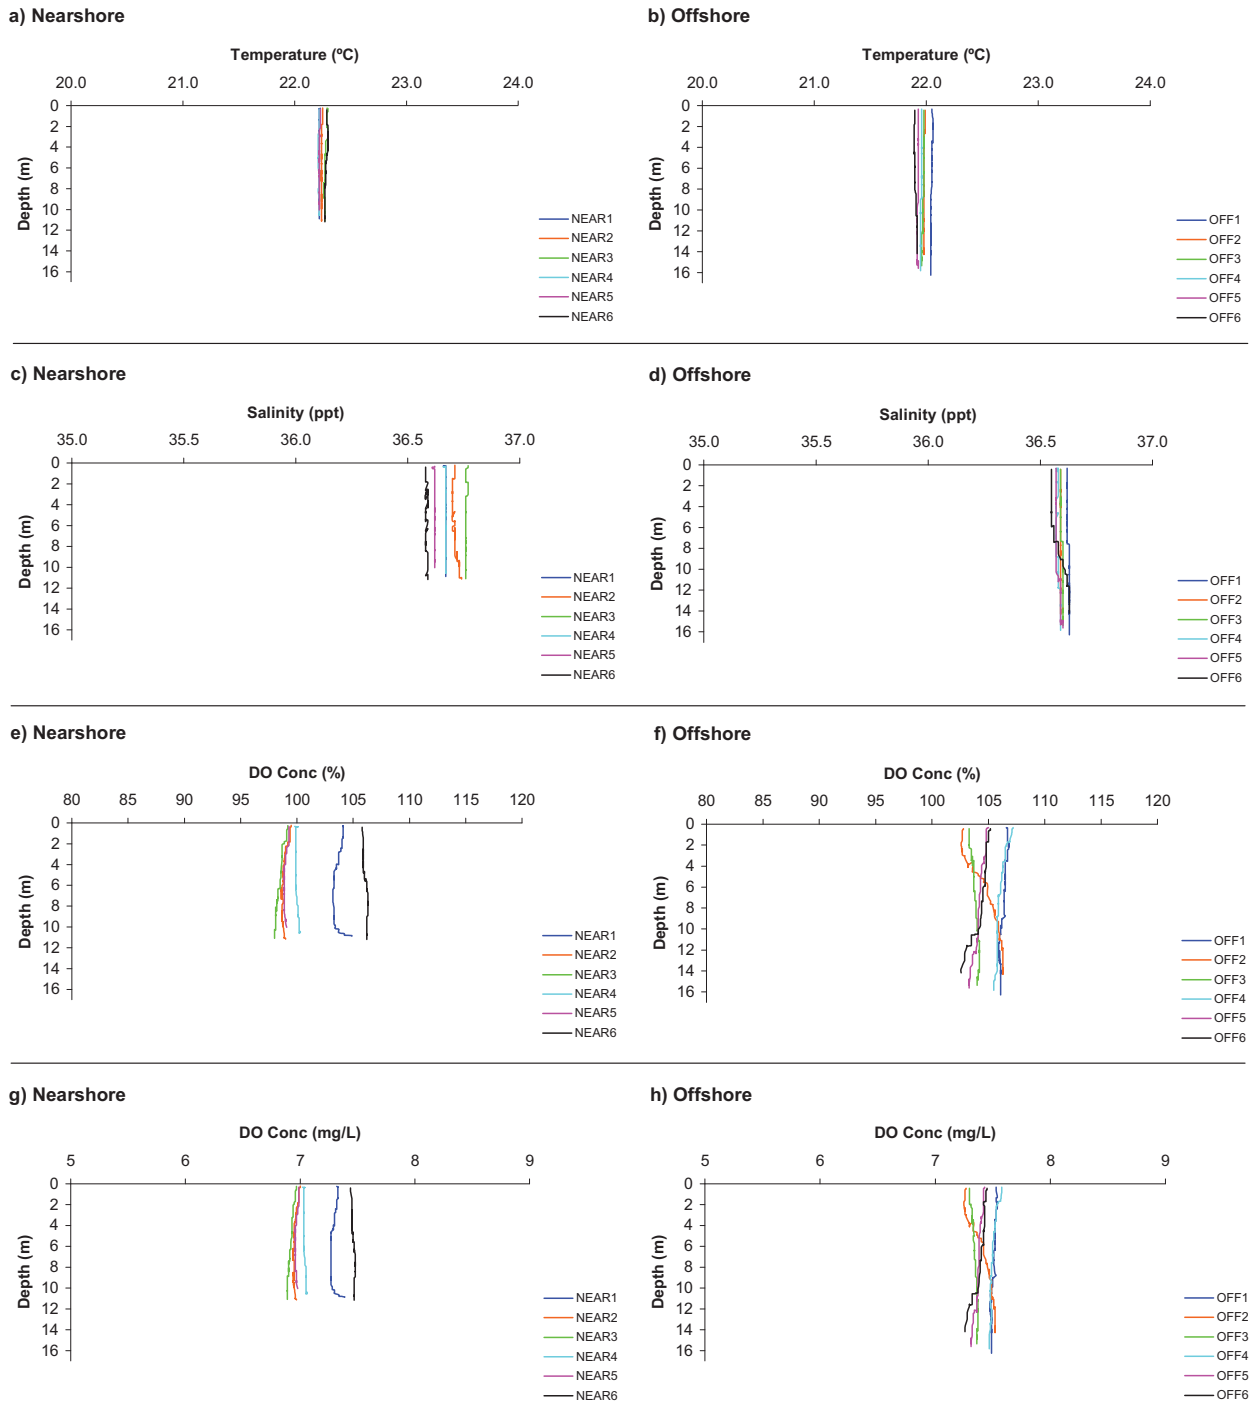 a) Nearshore
Temperature (ºC)
20.0 21.0 22.0 23.0 24.0
Depth (m)
0
2
4
6
8
10
12
14
16
NEAR1
NEAR2
NEAR3
NEAR4
NEAR5
NEAR6
b) Offshore
Temperature (ºC)
20.0 21.0 22.0 23.0 24.0
Depth (m)
0
2
4
6
8
10
12
14
16
OFF1
OFF2
OFF3
OFF4
OFF5
OFF6
c) Nearshore
Salinity (ppt)
35.0 35.5 36.0 36.5 37.0
Depth (m)
0
2
4
6
8
10
12
14
16
NEAR1
NEAR2
NEAR3
NEAR4
NEAR5
NEAR6
d) Offshore
Salinity (ppt)
35.0 35.5 36.0 36.5 37.0
Depth (m)
0
2
4
6
8
10
12
14
16
OFF1
OFF2
OFF3
OFF4
OFF5
OFF6
e) Nearshore
DO Conc (%)
80 85 90 95 100 105 110 115 120
Depth (m)
0
2
4
6
8
10
12
14
16
NEAR1
NEAR2
NEAR3
NEAR4
NEAR5
NEAR6
f) Offshore
DO Conc (%)
80 85 90 95 100 105 110 115 120
Depth (m)
0
2
4
6
8
10
12
14
16
OFF1
OFF2
OFF3
OFF4
OFF5
OFF6
g) Nearshore
DO Conc (mg/L)
5 6 7 8 9
Depth (m)
0
2
4
6
8
10
12
14
16
NEAR1
NEAR2
NEAR3
NEAR4
NEAR5
NEAR6
h) Offshore
DO Conc (mg/L)
5 6 7 8 9
Depth (m)
0
2
4
6
8
10
12
14
16
OFF1
OFF2
OFF3
OFF4
OFF5
OFF6